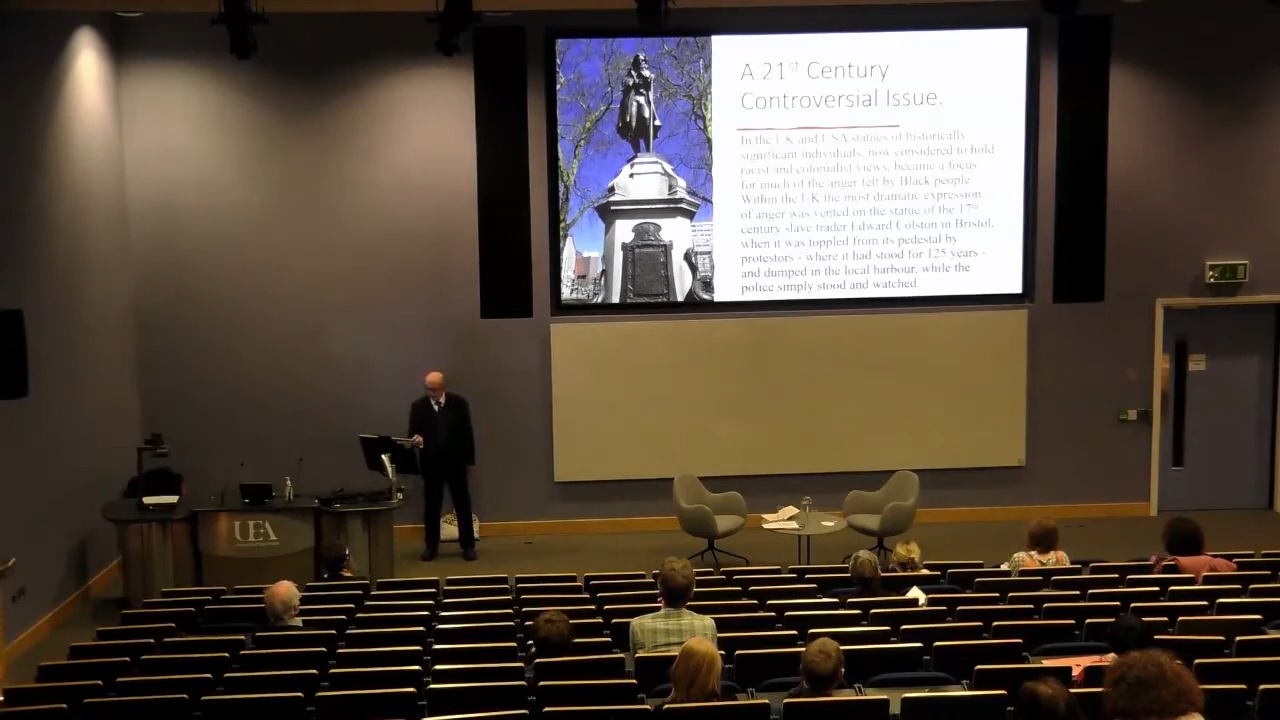 A 21st Century
Controversial Issue.
In the UK and USA statues of historically
significant individuals, now considered to hold
racist and colonialist views, became a focus
for much of the anger felt by Black people.
Within the UK the most dramatic expression
of anger was vented on the statue of the 17th
century slave trader Edward Colston in Bristol,
when it was toppled from its pedestal by
protestors - where it had stood for 125 years -
and dumped in the local harbour, while the
police simply stood and watched.
UEA